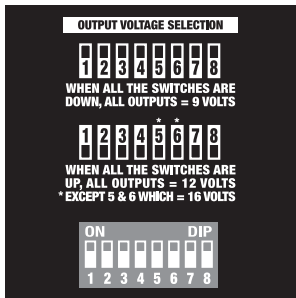 OUTPUT VOLTAGE SELECTION
1 2 3 4 5 6 7 8
WHEN ALL THE SWITCHES ARE
DOWN, ALL OUTPUTS = 9 VOLTS
* *
1 2 3 4 5 6 7 8
WHEN ALL THE SWITCHES ARE
UP, ALL OUTPUTS = 12 VOLTS
* EXCEPT 5 & 6 WHICH = 16 VOLTS
ON DIP
1 2 3 4 5 6 7 8